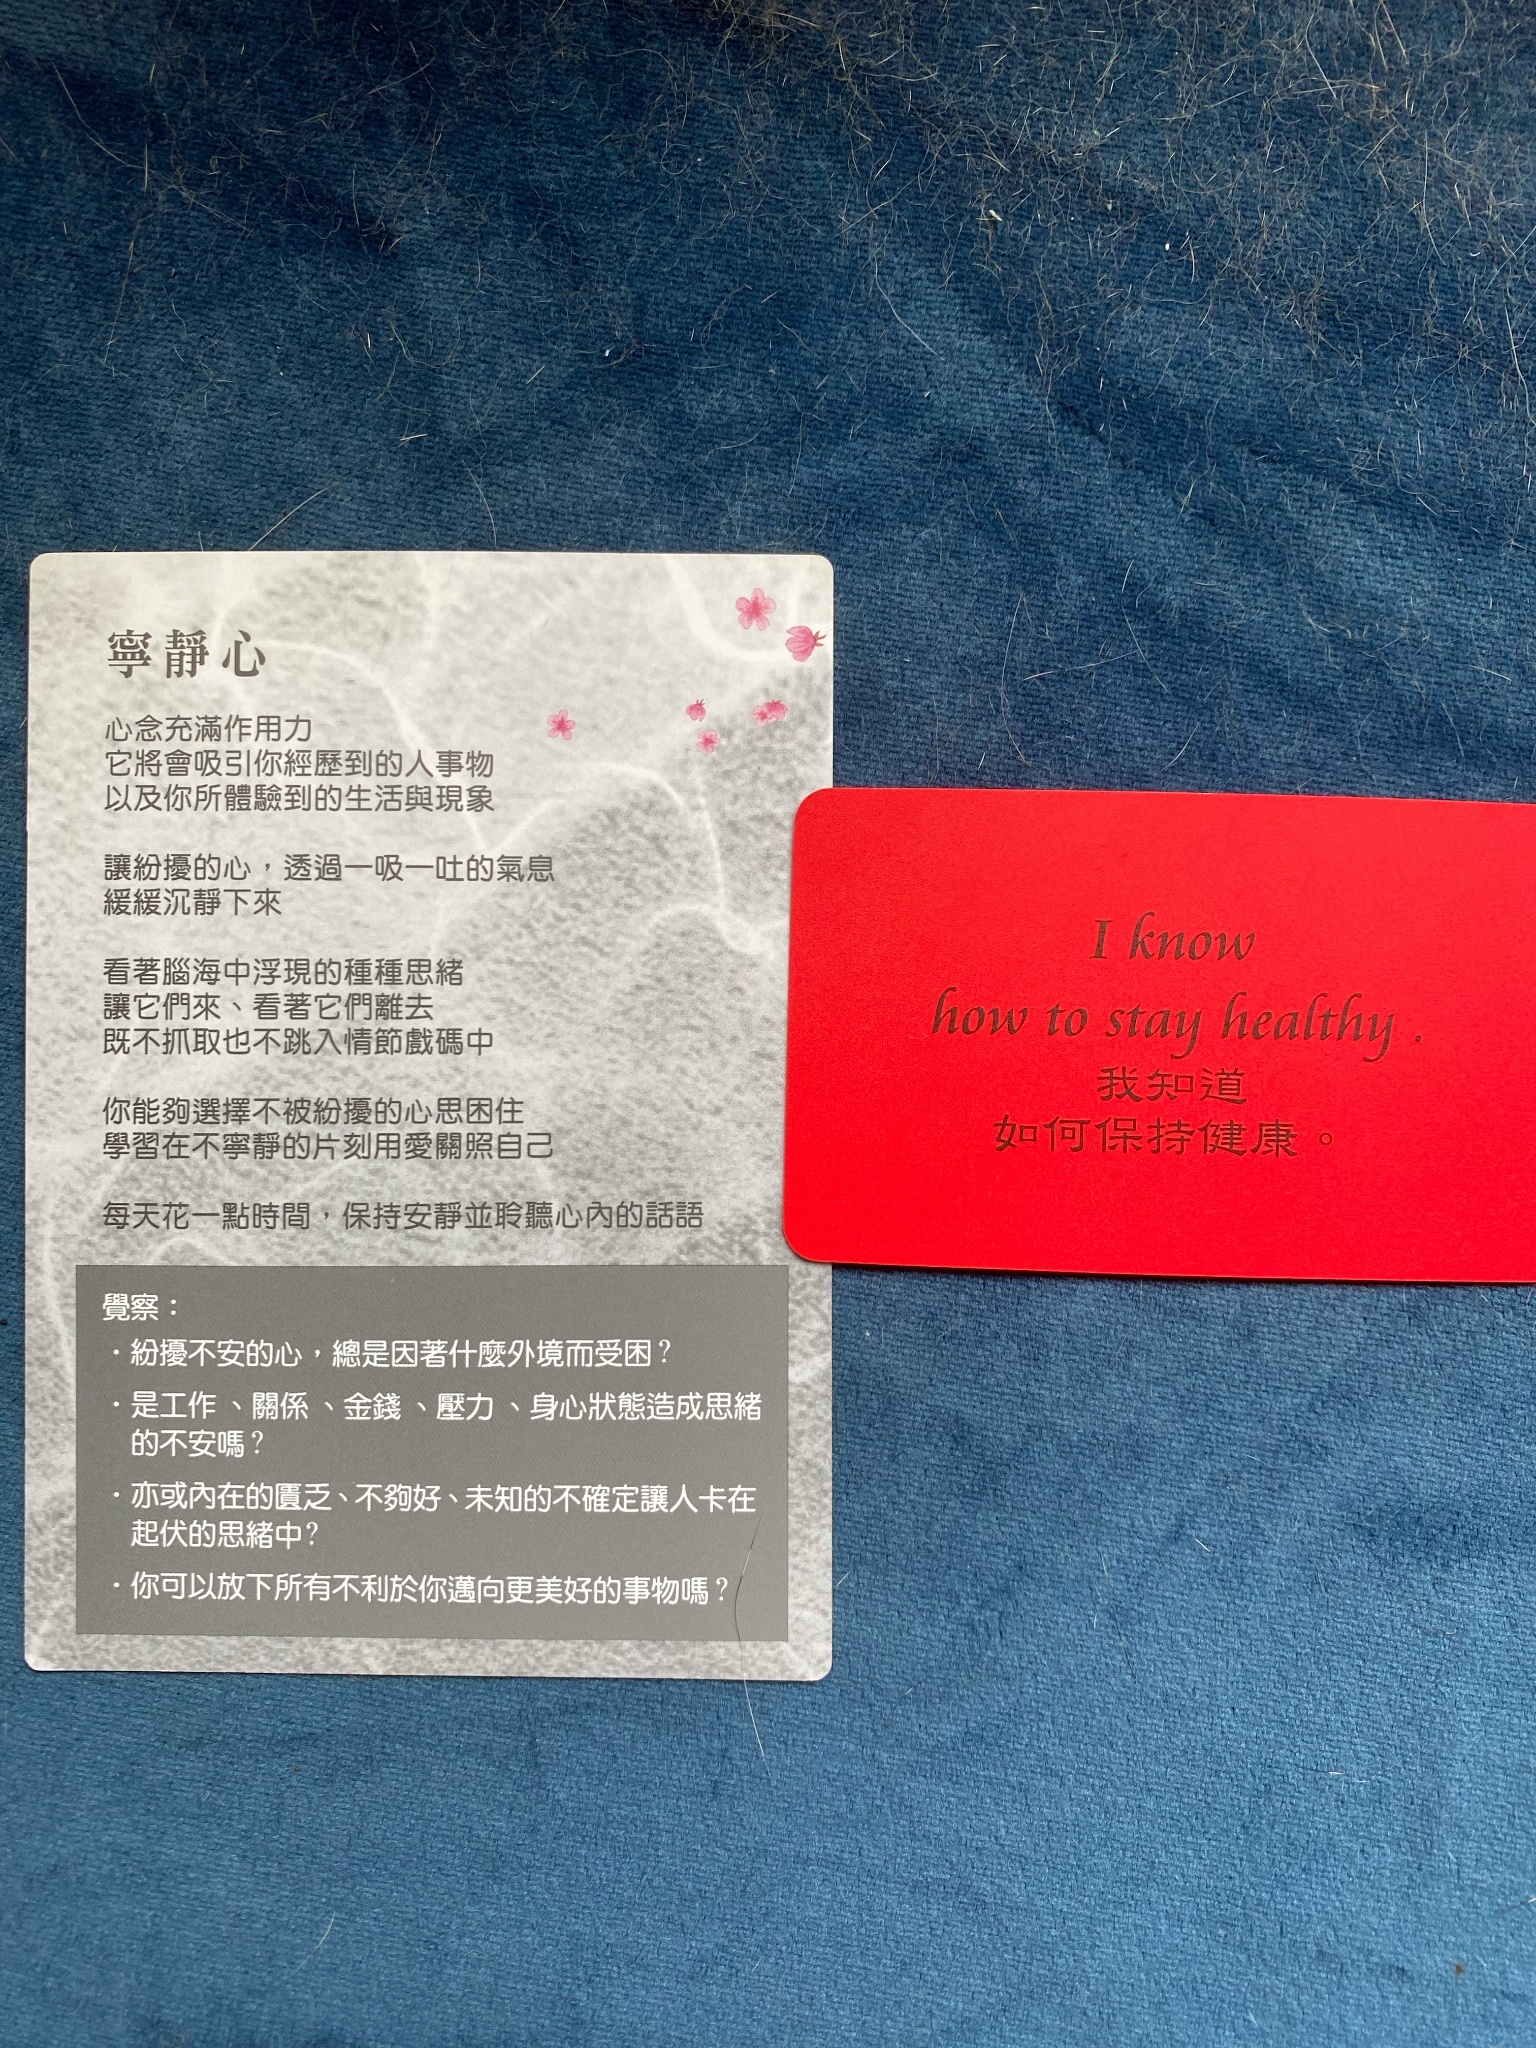 寧靜心
心念充滿作用力
它將會吸引你經歷到的人事物
以及你所體驗到的生活與現象
讓紛擾的心，透過一吸一吐的氣息
緩緩沉靜下來
看著腦海中浮現的種種思緒
讓它們來、看著它們離去
既不抓取也不跳入情節戲碼中
你能夠選擇不被紛擾的心思困住
學習在不寧靜的片刻用愛關照自己
每天花一點時間，保持安靜並聆聽心內的話語
覺察：
·紛擾不安的心，總是因著什麼外境而受困？
·是工作、關係、金錢、壓力、身心狀態造成思緒
的不安嗎？
·亦或內在的匱乏、不夠好、未知的不確定讓人卡在
起伏的思緒中？
·你可以放下所有不利於你邁向更美好的事物嗎？
I know
how to stay healthy .
我知道
如何保持健康。